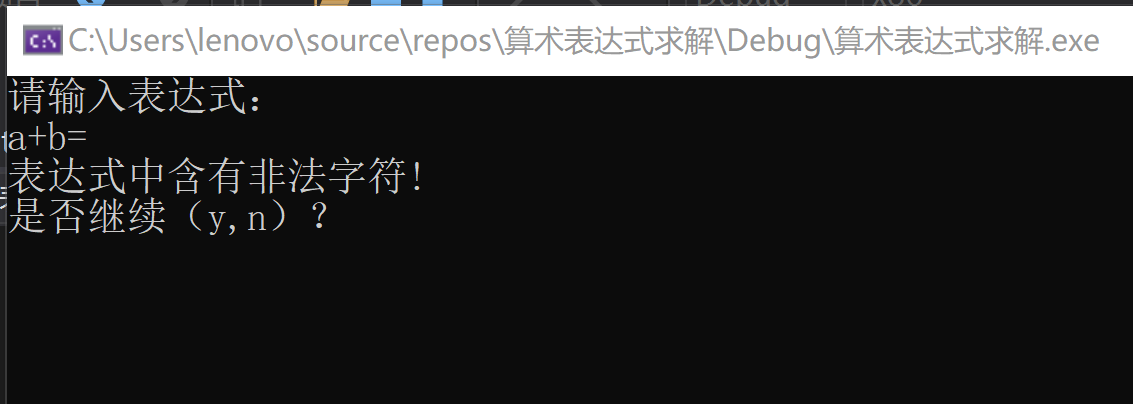 C:\Users\lenovo\source\repos\算术表达式求解\Debug\算术表达式求解.exe
请输入表达式：
a+b=
表达式中含有非法字符!
是否继续（y,n）？